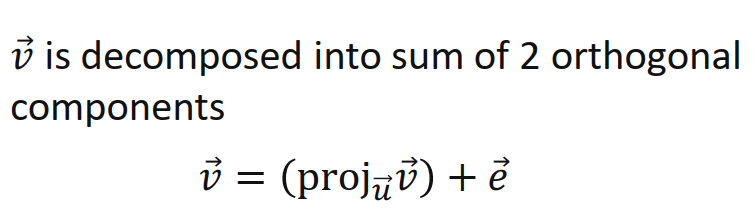 v⃗ is decomposed into sum of 2 orthogonal
components
v⃗ = (proj_u⃗ v⃗) + e⃗